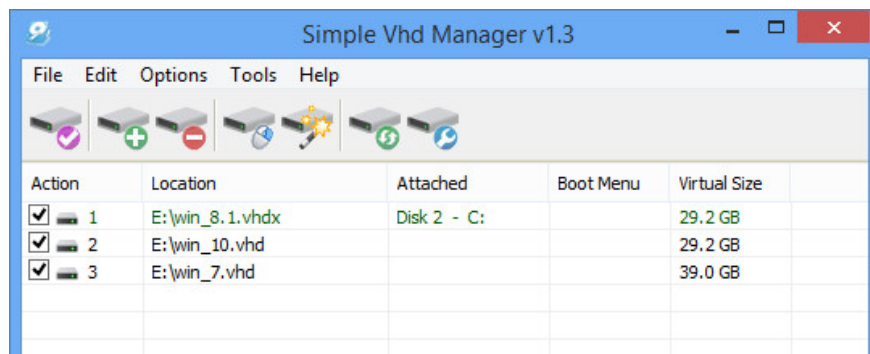 Simple Vhd Manager v1.3
File Edit Options Tools Help
Action Location Attached Boot Menu Virtual Size
1 E:\win_8.1.vhdx Disk 2 - C: 29.2 GB
2 E:\win_10.vhd 29.2 GB
3 E:\win_7.vhd 39.0 GB